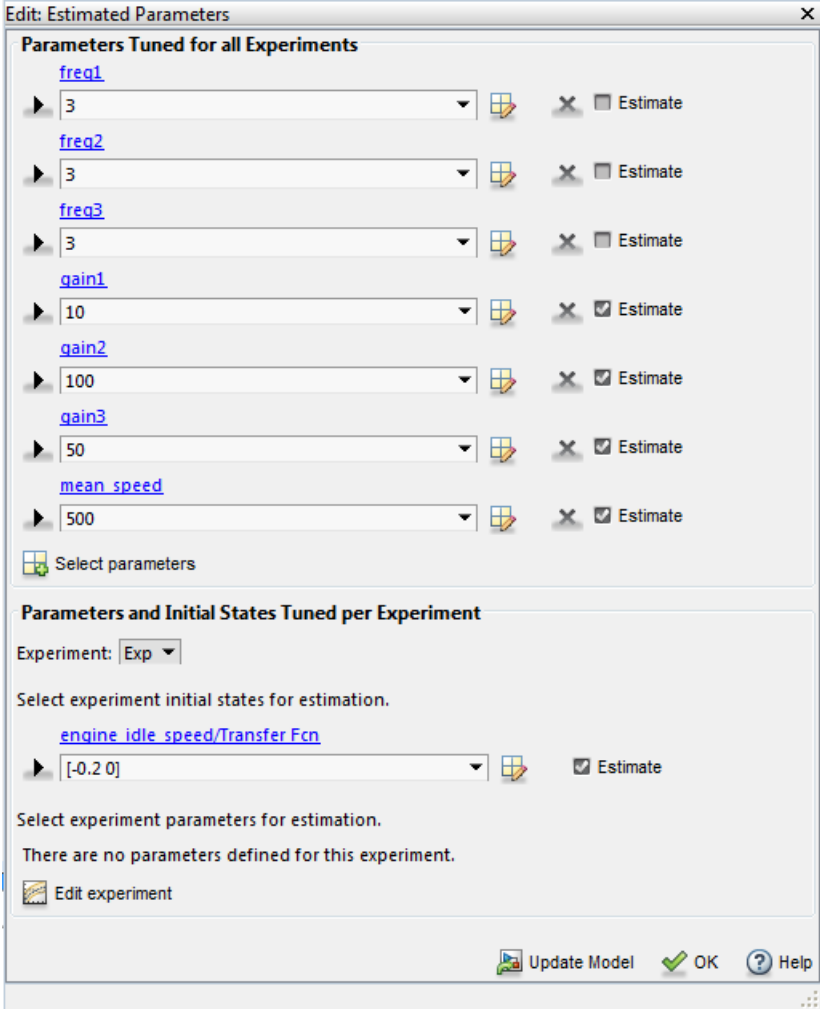 Edit: Estimated Parameters
Parameters Tuned for all Experiments
freq1
3
Estimate
freq2
3
Estimate
freq3
3
Estimate
gain1
10
Estimate
gain2
100
Estimate
gain3
50
Estimate
mean_speed
500
Estimate
Select parameters
Parameters and Initial States Tuned per Experiment
Experiment: Exp
Select experiment initial states for estimation.
engine_idle_speed/Transfer Fcn
[-0.2 0]
Estimate
Select experiment parameters for estimation.
There are no parameters defined for this experiment.
Edit experiment
Update Model OK Help